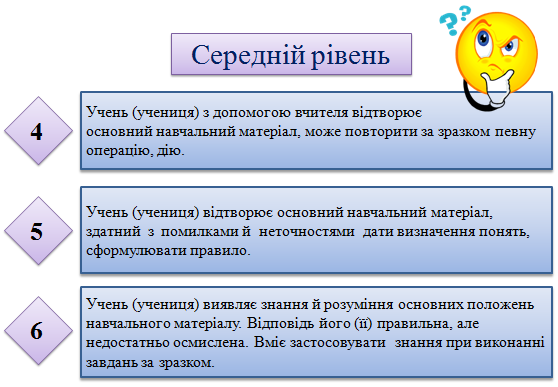 Середній рівень
4
Учень (учениця) з допомогою вчителя відтворює
основний навчальний матеріал, може повторити за зразком певну
операцію, дію.
5
Учень (учениця) відтворює основний навчальний матеріал,
здатний з помилками й неточностями дати визначення понять,
сформулювати правило.
6
Учень (учениця) виявляє знання й розуміння основних положень
навчального матеріалу. Відповідь його (її) правильна, але
недостатньо осмислена. Вміє застосовувати знання при виконанні
завдань за зразком.